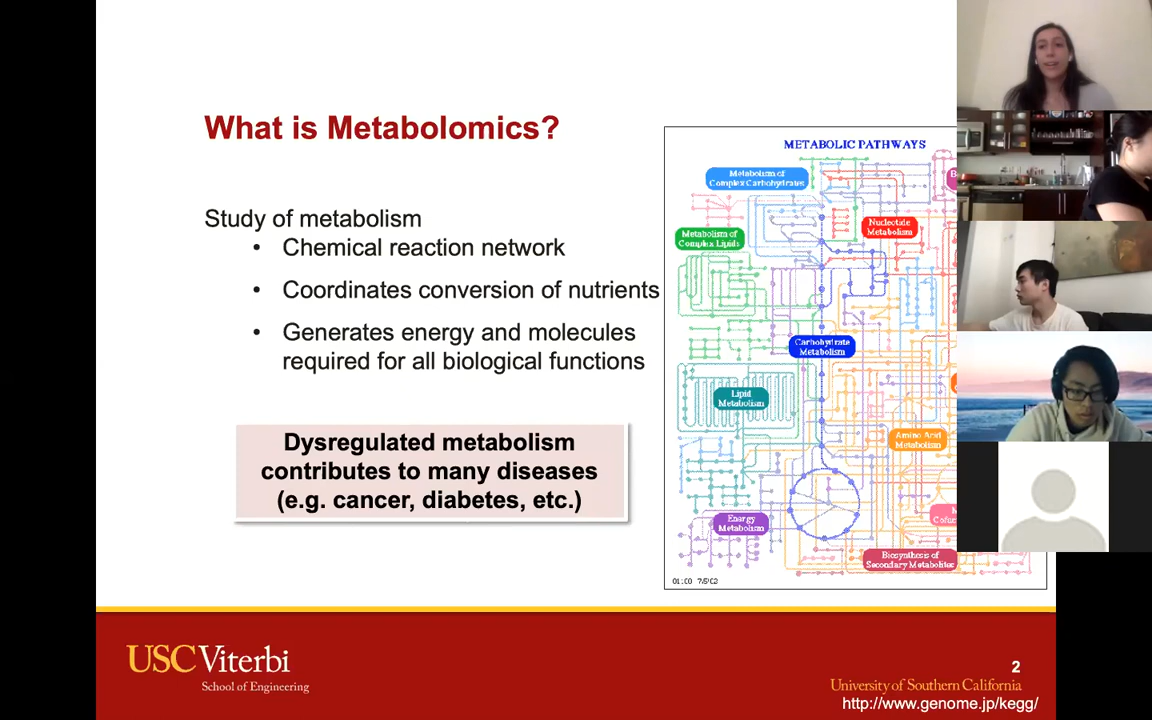 What is Metabolomics?
Study of metabolism
• Chemical reaction network
• Coordinates conversion of nutrients
• Generates energy and molecules
required for all biological functions
Dysregulated metabolism
contributes to many diseases
(e.g. cancer, diabetes, etc.)
METABOLIC PATHWAYS
Metabolism of
Complex Carbohydrates
Nucleotide
Metabolism
Metabolism of
Complex Lipids
Carbohydrate
Metabolism
Lipid
Metabolism
Amino Acid
Metabolism
Energy
Metabolism
Biosynthesis of
Secondary Metabolites
USC Viterbi
School of Engineering
2
University of Southern California
http://www.genome.jp/kegg/